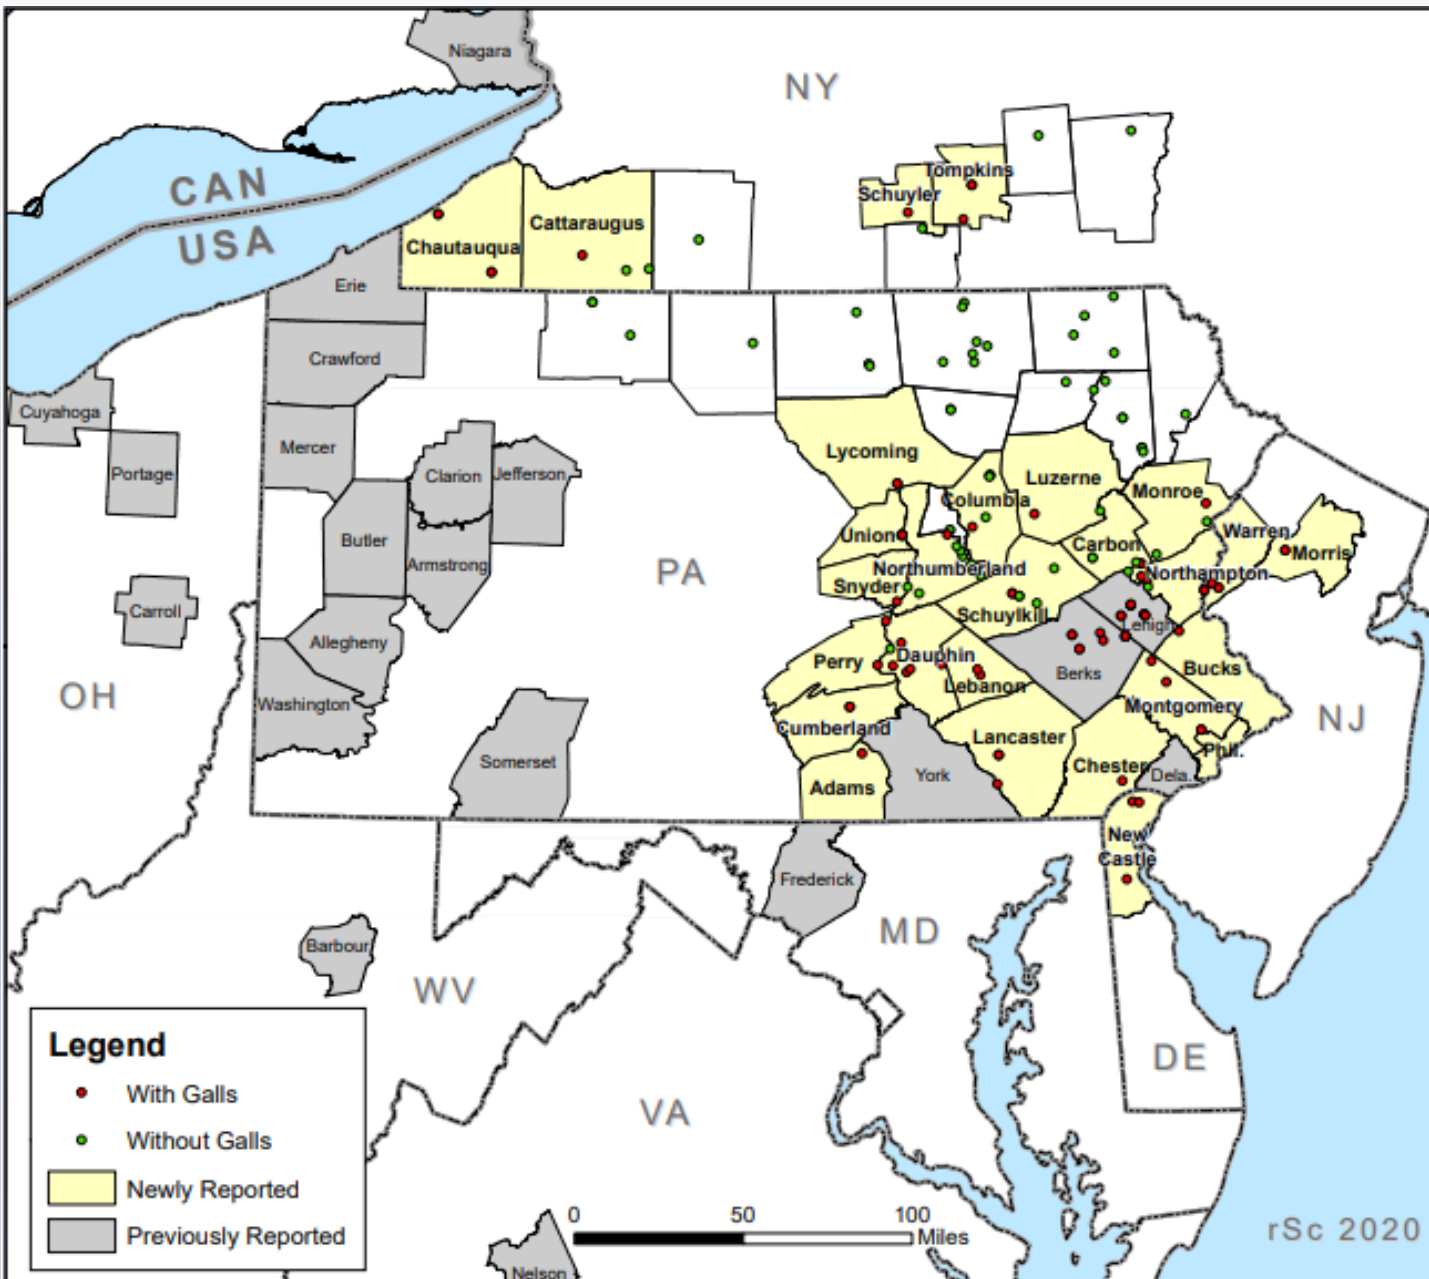 Niagara
NY
CAN
USA
Tompkins
Schuyler
Cattaraugus
Chautauqua
Erie
Crawford
Cuyahoga
Mercer
Portage
Clarion
Jefferson
Lycoming
Luzerne
Columbia
Monroe
Butler
Armstrong
PA
Union
Carbon
Warren
Morris
Northumberland
Northampton
Snyder
Schuylkill
Lehigh
Carroll
Allegheny
Perry
Dauphin
Lebanon
Berks
Bucks
OH
Washington
Cumberland
Montgomery
NJ
Somerset
Lancaster
York
Chester
Phil.
Dela.
Adams
New
Castle
Frederick
MD
Barbour
WV
DE
VA
Legend
With Galls
Without Galls
Newly Reported
Previously Reported
0 50 100
Miles
rSc 2020
Nelson